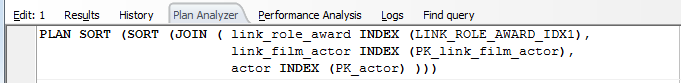 Edit: 1 Results History Plan Analyzer Performance Analysis Logs Find query
PLAN SORT (SORT (JOIN ( link_role_award INDEX (LINK_ROLE_AWARD_IDX1),
link_film_actor INDEX (PK_link_film_actor),
actor INDEX (PK_actor) )))